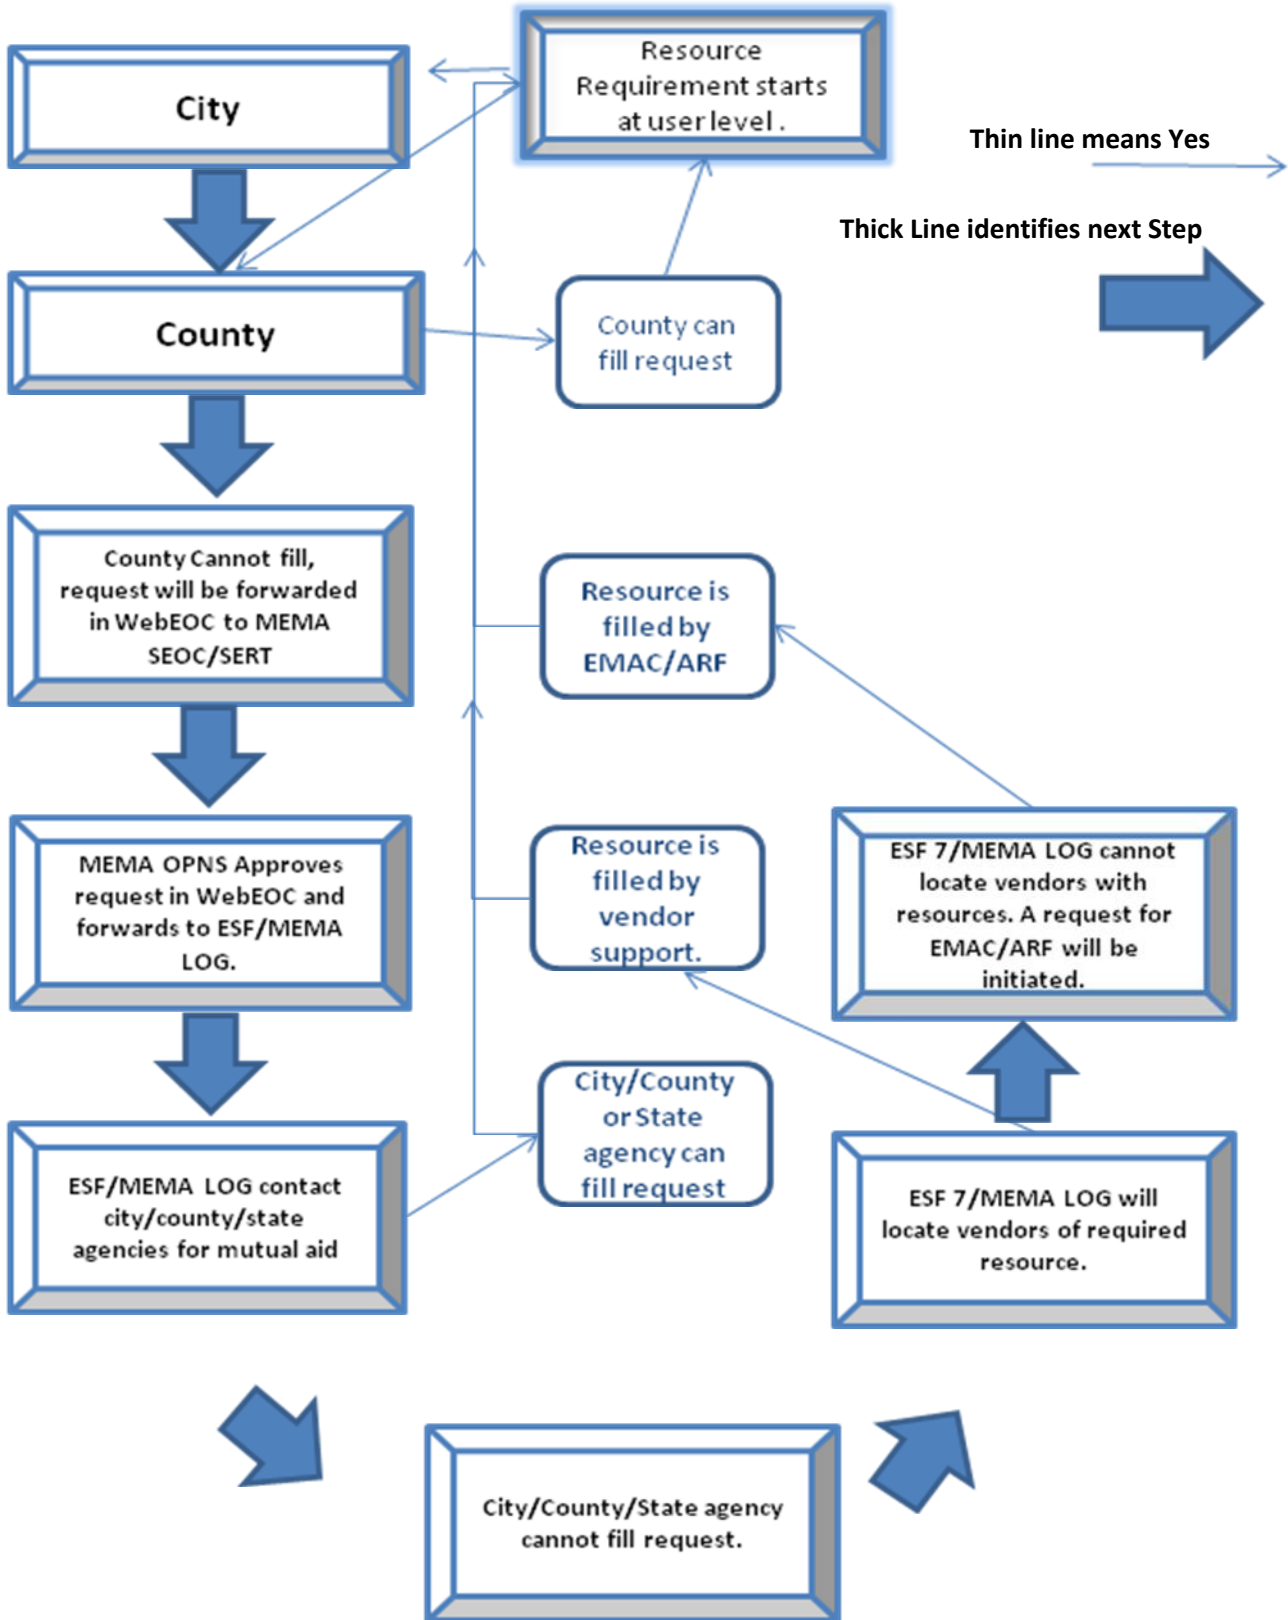 Resource
Requirement starts
at user level .
City
Thin line means Yes
Thick Line identifies next Step
County
County can
fill request
County Cannot fill,
request will be forwarded
in WebEOC to MEMA
SEOC/SERT
Resource is
filled by
EMAC/ARF
MEMA OPNS Approves
request in WebEOC and
forwards to ESF/MEMA
LOG.
Resource is
filled by
vendor
support.
ESF 7/MEMA LOG cannot
locate vendors with
resources. A request for
EMAC/ARF will be
initiated.
City/County
or State
agency can
fill request
ESF/MEMA LOG contact
city/county/state
agencies for mutual aid
ESF 7/MEMA LOG will
locate vendors of required
resource.
City/County/State agency
cannot fill request.